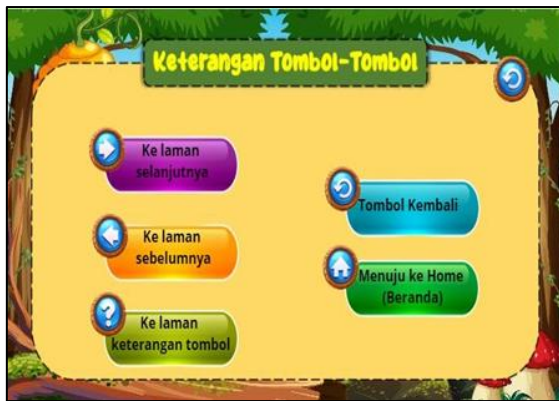 Keterangan Tombol-Tombol
Ke laman
selanjutnya
Ke laman
sebelumnya
?
Ke laman
keterangan tombol
Tombol Kembali
Menuju ke Home
(Beranda)